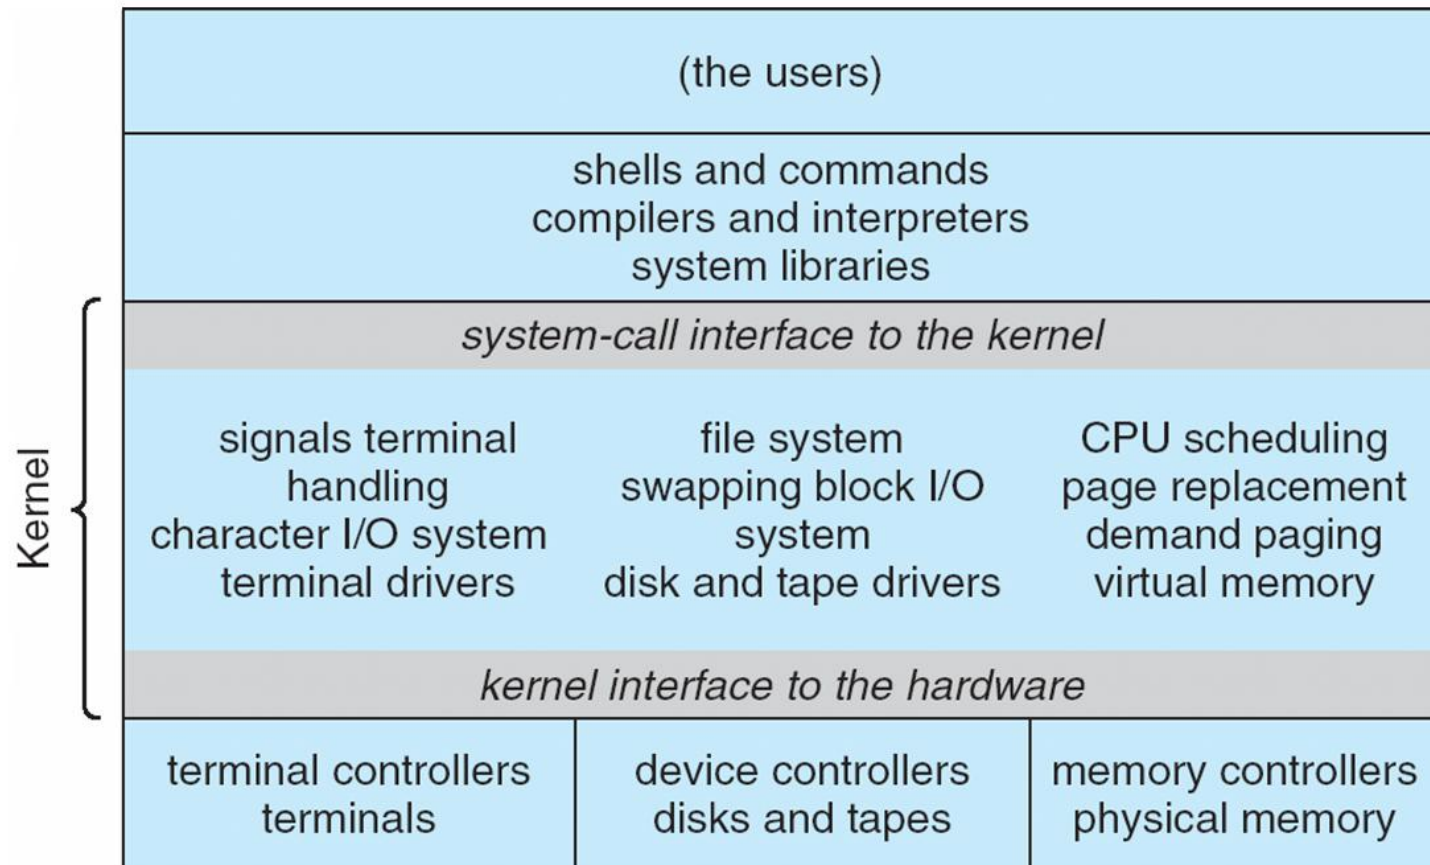 (the users)
shells and commands
compilers and interpreters
system libraries
system-call interface to the kernel
Kernel
signals terminal
handling
character I/O system
terminal drivers
file system
swapping block I/O
system
disk and tape drivers
CPU scheduling
page replacement
demand paging
virtual memory
kernel interface to the hardware
terminal controllers
terminals
device controllers
disks and tapes
memory controllers
physical memory